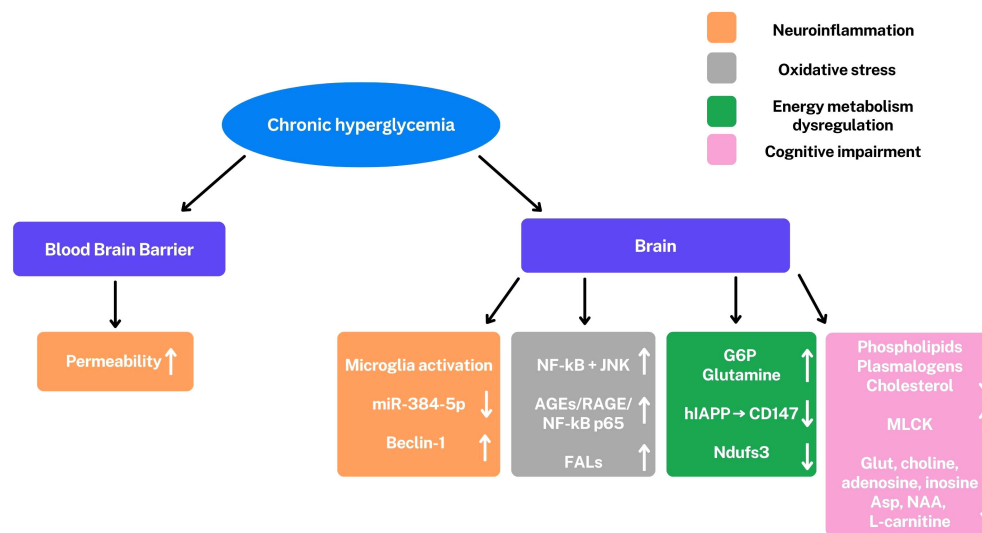 Neuroinflammation
Oxidative stress
Energy metabolism
dysregulation
Cognitive impairment
Chronic hyperglycemia
Blood Brain Barrier
Brain
Permeability
Microglia activation
miR-384-5p
Beclin-1
NF-kB + JNK
AGEs/RAGE/
NF-kB p65
FALs
G6P
Glutamine
hIAPP → CD147
Ndufs3
Phospholipids
Plasmalogens
Cholesterol
MLCK
Glut, choline,
adenosine, inosine
Asp, NAA,
L-carnitine